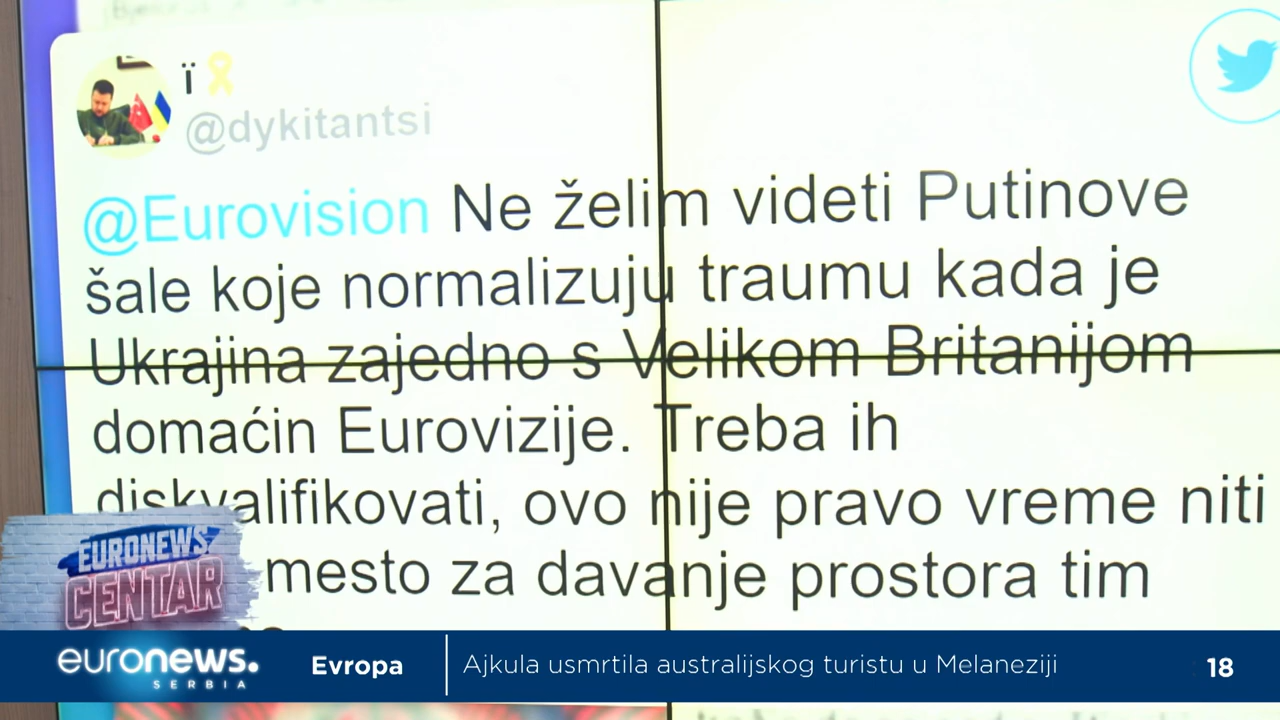 ï
@dykitantsi
@Eurovision Ne želim videti Putinove
šale koje normalizuju traumu kada je
Ukrajina zajedno s Velikom Britanijom
domaćin Eurovizije. Treba ih
diskvalifikovati, ovo nije pravo vreme niti
mesto za davanje prostora tim
EURONEWS
CENTAR
euronews.
SERBIA
Evropa
Ajkula usmrtila australijskog turistu u Melaneziji
18